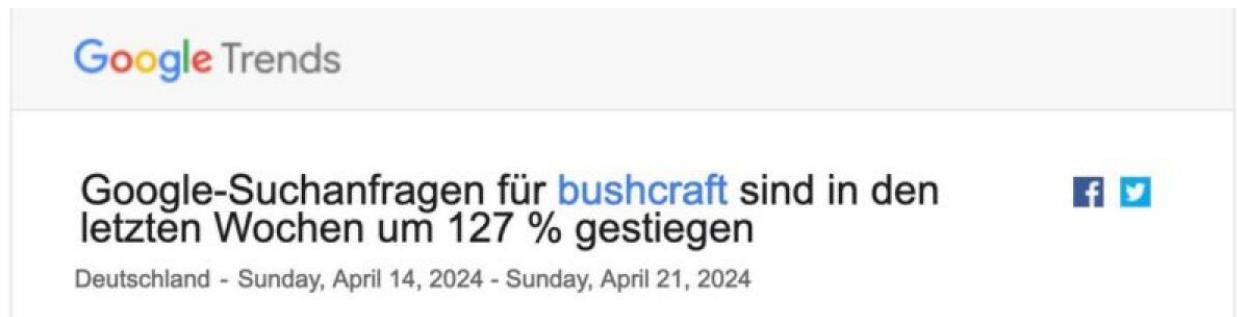 Google Trends
Google-Suchanfragen für bushcraft sind in den
letzten Wochen um 127 % gestiegen
Deutschland - Sunday, April 14, 2024 - Sunday, April 21, 2024